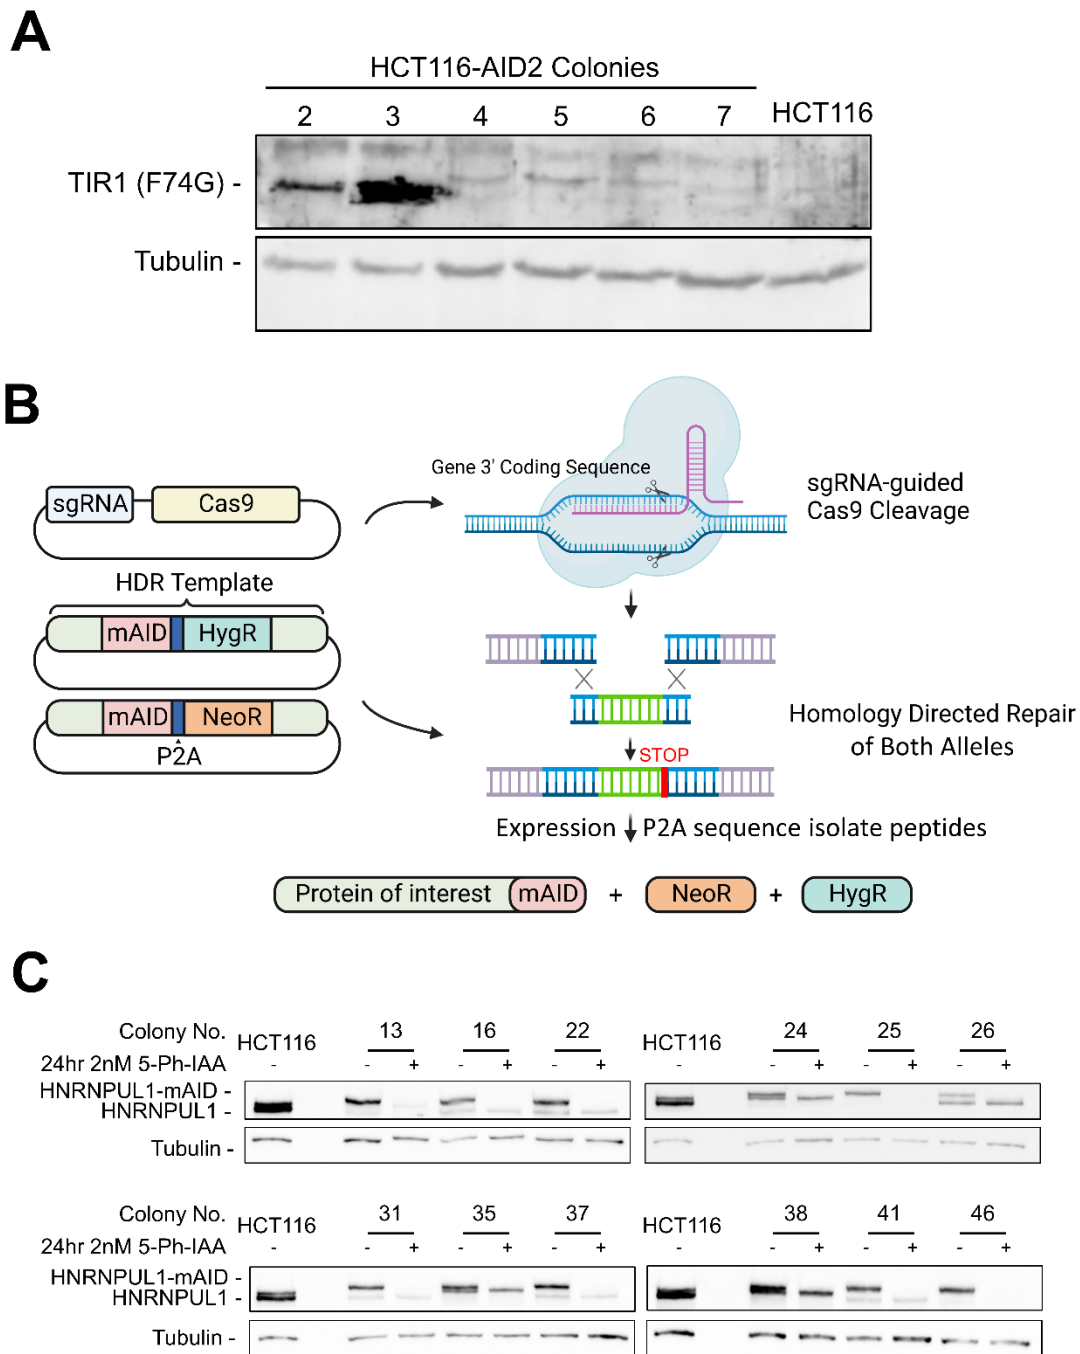 A
HCT116-AID2 Colonies
2 3 4 5 6 7 HCT116
TIR1 (F74G) -
Tubulin -
B
Gene 3' Coding Sequence
sgRNA-guided
Cas9 Cleavage
sgRNA Cas9
HDR Template
mAID HygR
mAID NeoR
P2A
Homology Directed Repair
of Both Alleles
STOP
Expression P2A sequence isolate peptides
Protein of interest mAID + NeoR + HygR
C
Colony No. HCT116 13 16 22
24hr 2nM 5-Ph-IAA - - + - + - +
HNRNPUL1-mAID -
HNRNPUL1 -
Tubulin -
HCT116 24 25 26
- - + - + - +
Colony No. HCT116 31 35 37
24hr 2nM 5-Ph-IAA - - + - + - +
HNRNPUL1-mAID -
HNRNPUL1 -
Tubulin -
HCT116 38 41 46
- - + - + - +